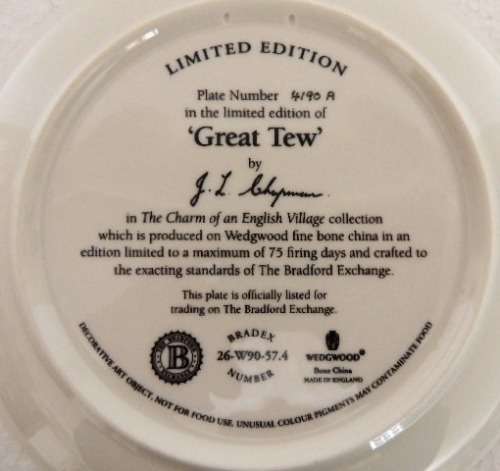 LIMITED EDITION
Plate Number 4190 A
in the limited edition of
'Great Tew'
by
J. L. Chapman.
in The Charm of an English Village collection
which is produced on Wedgwood fine bone china in an
edition limited to a maximum of 75 firing days and crafted to
the exacting standards of The Bradford Exchange.
This plate is officially listed for
trading on The Bradford Exchange.
B
BRADEX
26-W90-57.4
NUMBER
WEDGWOOD®
Bone China
MADE IN ENGLAND
DECORATIVE ART OBJECT, NOT FOR FOOD USE. UNUSUAL COLOUR PIGMENTS MAY CONTAMINATE FOOD